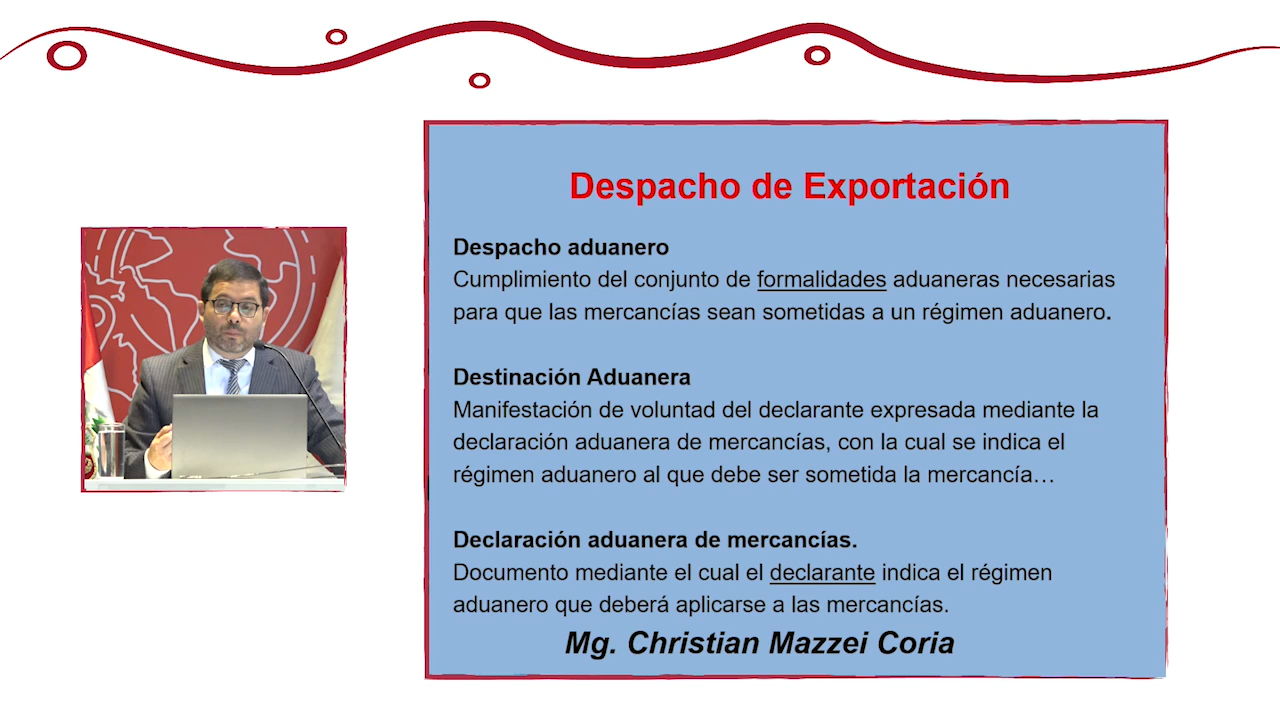 Despacho de Exportación
Despacho aduanero
Cumplimiento del conjunto de formalidades aduaneras necesarias
para que las mercancías sean sometidas a un régimen aduanero.
Destinación Aduanera
Manifestación de voluntad del declarante expresada mediante la
declaración aduanera de mercancías, con la cual se indica el
régimen aduanero al que debe ser sometida la mercancía…
Declaración aduanera de mercancías.
Documento mediante el cual el declarante indica el régimen
aduanero que deberá aplicarse a las mercancías.
Mg. Christian Mazzei Coria